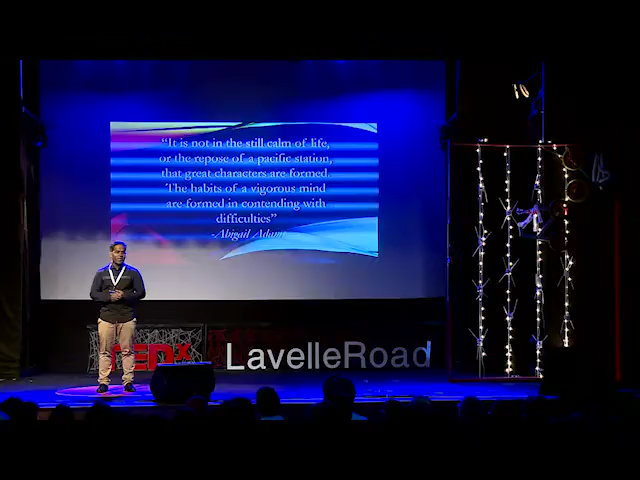 “It is not in the still calm of life,
or the repose of a pacific station,
that great characters are formed.
The habits of a vigorous mind
are formed in contending with
difficulties”
-Abigail Adams
TEDx
LavelleRoad